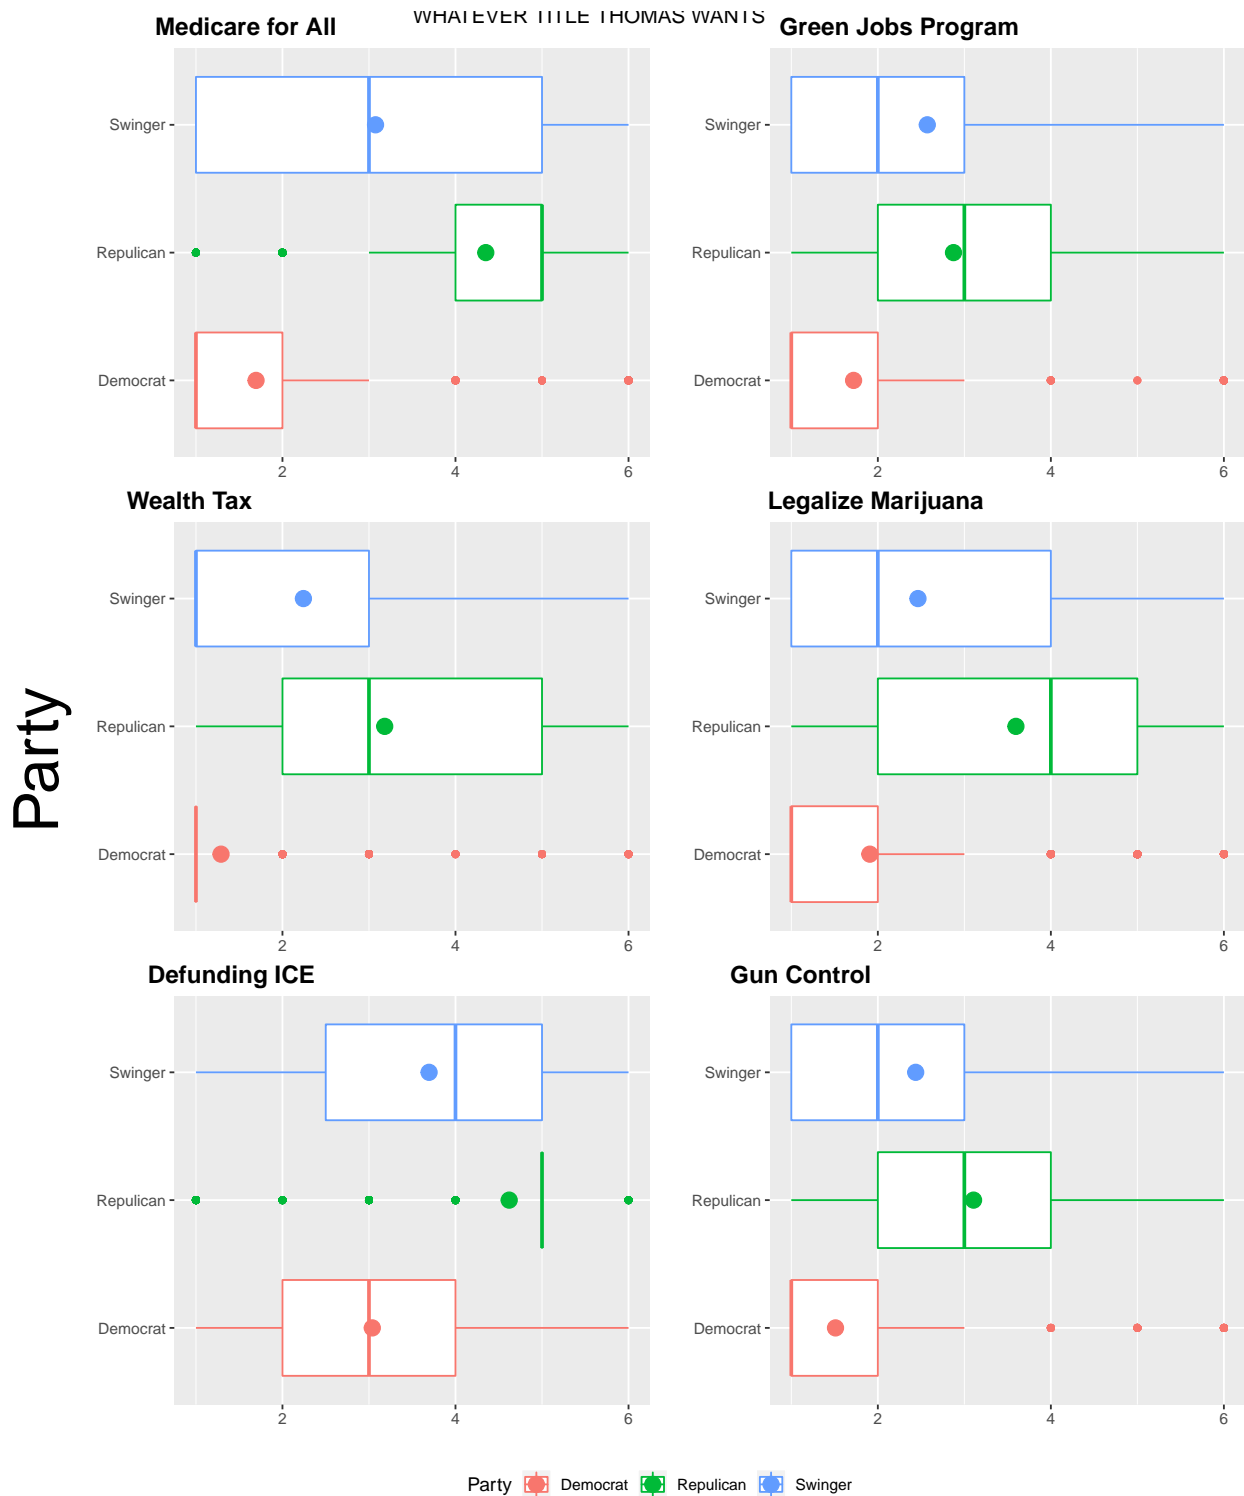 WHATEVER TITLE THOMAS WANTS
Medicare for All
Green Jobs Program
Swinger
Repulican
Democrat
2 4 6
Swinger
Repulican
Democrat
2 4 6
Wealth Tax
Legalize Marijuana
Swinger
Repulican
Democrat
2 4 6
Swinger
Repulican
Democrat
2 4 6
Party
Defunding ICE
Gun Control
Swinger
Repulican
Democrat
2 4 6
Swinger
Repulican
Democrat
2 4 6
Party Democrat Repulican Swinger